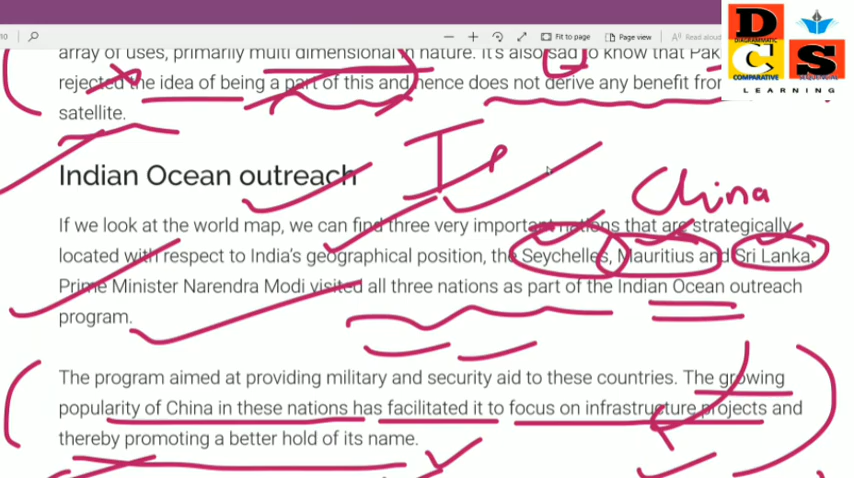 10
Fit to page
Page view
Read aloud
array of uses, primarily multi dimensional in nature. It's also sad to know that Pak
rejected the idea of being a part of this and hence does not derive any benefit from
satellite.
Indian Ocean outreach
China
If we look at the world map, we can find three very important nations that are strategically
located with respect to India's geographical position, the Seychelles, Mauritius and Sri Lanka.
Prime Minister Narendra Modi visited all three nations as part of the Indian Ocean outreach
program.
The program aimed at providing military and security aid to these countries. The growing
popularity of China in these nations has facilitated it to focus on infrastructure projects and
thereby promoting a better hold of its name.
D
DIAGRAMMATIC
C
COMPARATIVE
S
SEQUENTIAL
LEARNING